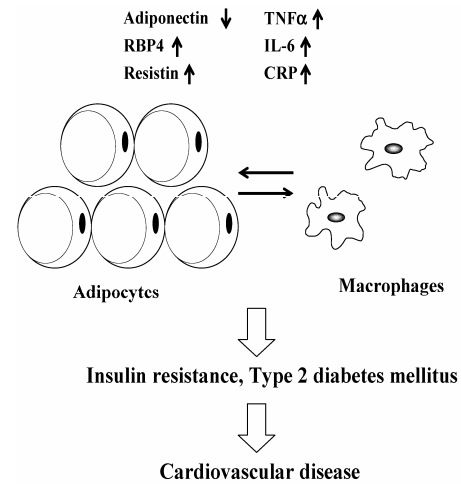 Adiponectin ↓ TNFα ↑
RBP4 ↑ IL-6 ↑
Resistin ↑ CRP ↑
Adipocytes
Macrophages
Insulin resistance, Type 2 diabetes mellitus
Cardiovascular disease